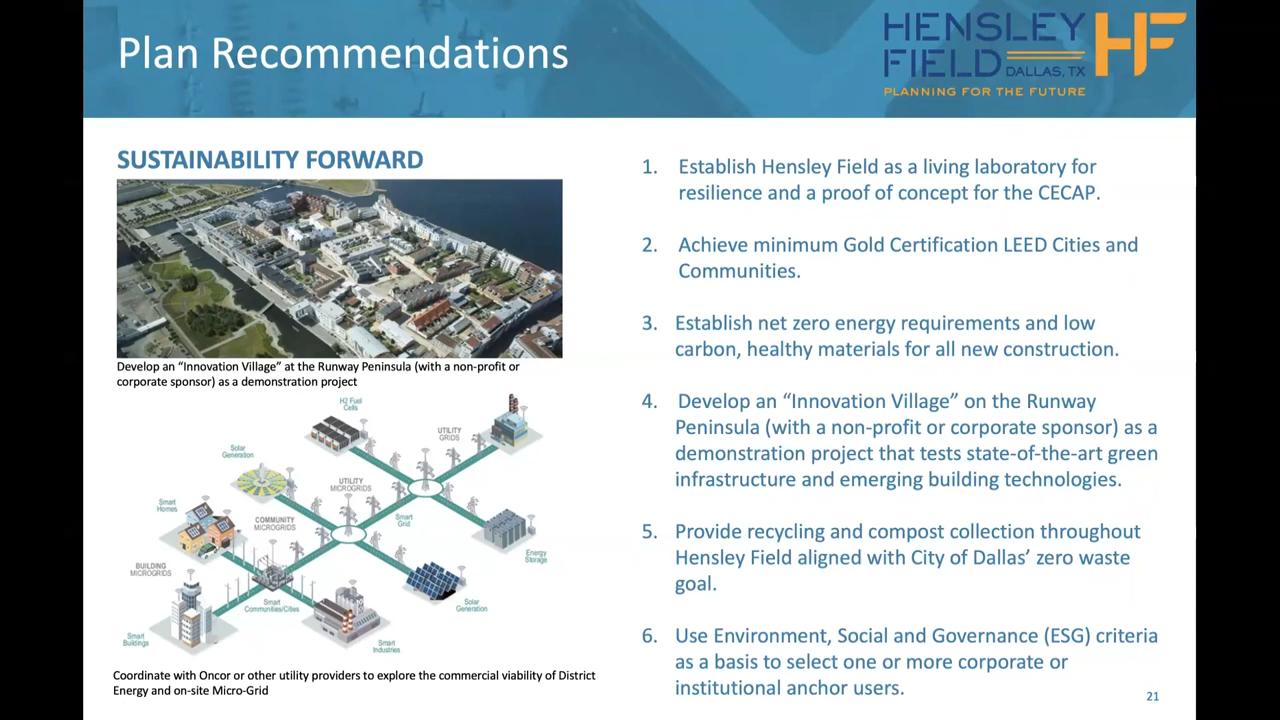 Plan Recommendations
HENSLEY
FIELD DALLAS, TX
HF
PLANNING FOR THE FUTURE
SUSTAINABILITY FORWARD
Develop an “Innovation Village” at the Runway Peninsula (with a non-profit or
corporate sponsor) as a demonstration project
H2 Fuel
Cells
UTILITY
GRIDS
Solar
Generation
UTILITY
MICROGRIDS
Smart
Homes
COMMUNITY
MICROGRIDS
Smart
Grid
Energy
Storage
BUILDING
MICROGRIDS
Smart
Communities/Cities
Solar
Generation
Smart
Buildings
Smart
Industries
Coordinate with Oncor or other utility providers to explore the commercial viability of District
Energy and on-site Micro-Grid
1. Establish Hensley Field as a living laboratory for
resilience and a proof of concept for the CECAP.
2. Achieve minimum Gold Certification LEED Cities and
Communities.
3. Establish net zero energy requirements and low
carbon, healthy materials for all new construction.
4. Develop an “Innovation Village” on the Runway
Peninsula (with a non-profit or corporate sponsor) as a
demonstration project that tests state-of-the-art green
infrastructure and emerging building technologies.
5. Provide recycling and compost collection throughout
Hensley Field aligned with City of Dallas’ zero waste
goal.
6. Use Environment, Social and Governance (ESG) criteria
as a basis to select one or more corporate or
institutional anchor users.
21